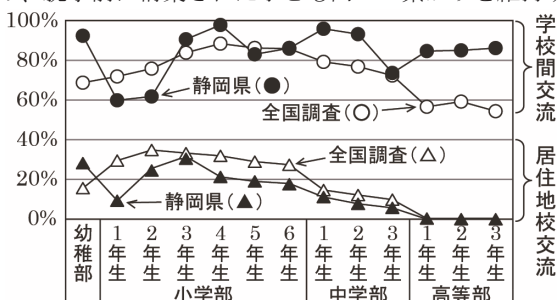 100%
80%
60%
40%
20%
0%
静岡県(●)
全国調査(○)
学校間交流
全国調査(△)
静岡県(▲)
居住地校交流
幼稚部
1年生
2年生
3年生
4年生
5年生
6年生
1年生
2年生
3年生
1年生
2年生
3年生
小学部
中学部
高等部